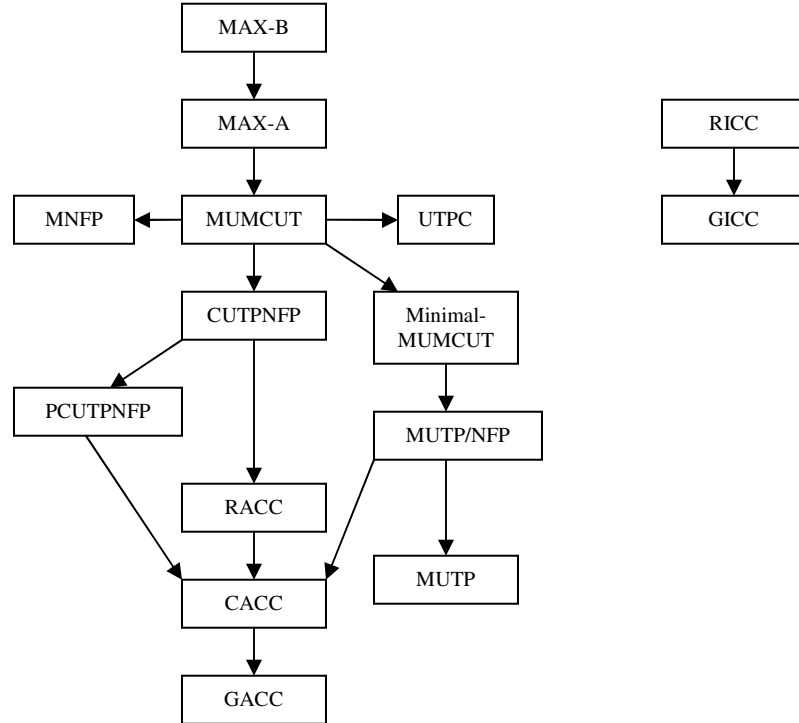 MAX-B
MAX-A
RICC
MNFP
MUMCUT
UTPC
GICC
CUTPNFP
Minimal-
MUMCUT
PCUTPNFP
MUTP/NFP
RACC
MUTP
CACC
GACC